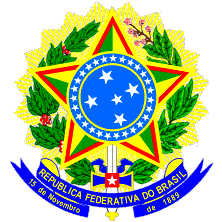 REPÚBLICA FEDERATIVA DO BRASIL
15 de Novembro
de 1889